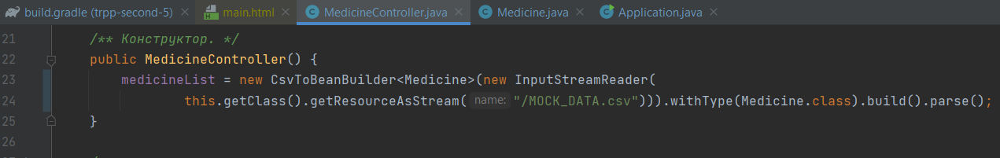 build.gradle (trpp-second-5) main.html MedicineController.java Medicine.java Application.java
21 /** Конструктор. */
22 public MedicineController() {
23 medicineList = new CsvToBeanBuilder<Medicine>(new InputStreamReader(
24 this.getClass().getResourceAsStream( name: "/MOCK_DATA.csv"))).withType(Medicine.class).build().parse();
25 }
26